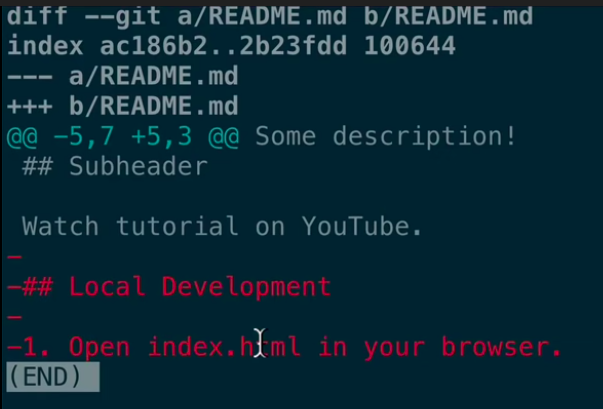 diff --git a/README.md b/README.md
index ac186b2..2b23fdd 100644
--- a/README.md
+++ b/README.md
@@ -5,7 +5,3 @@ Some description!
 ## Subheader

 Watch tutorial on YouTube.
-
-## Local Development
-
-1. Open index.html in your browser.
(END)